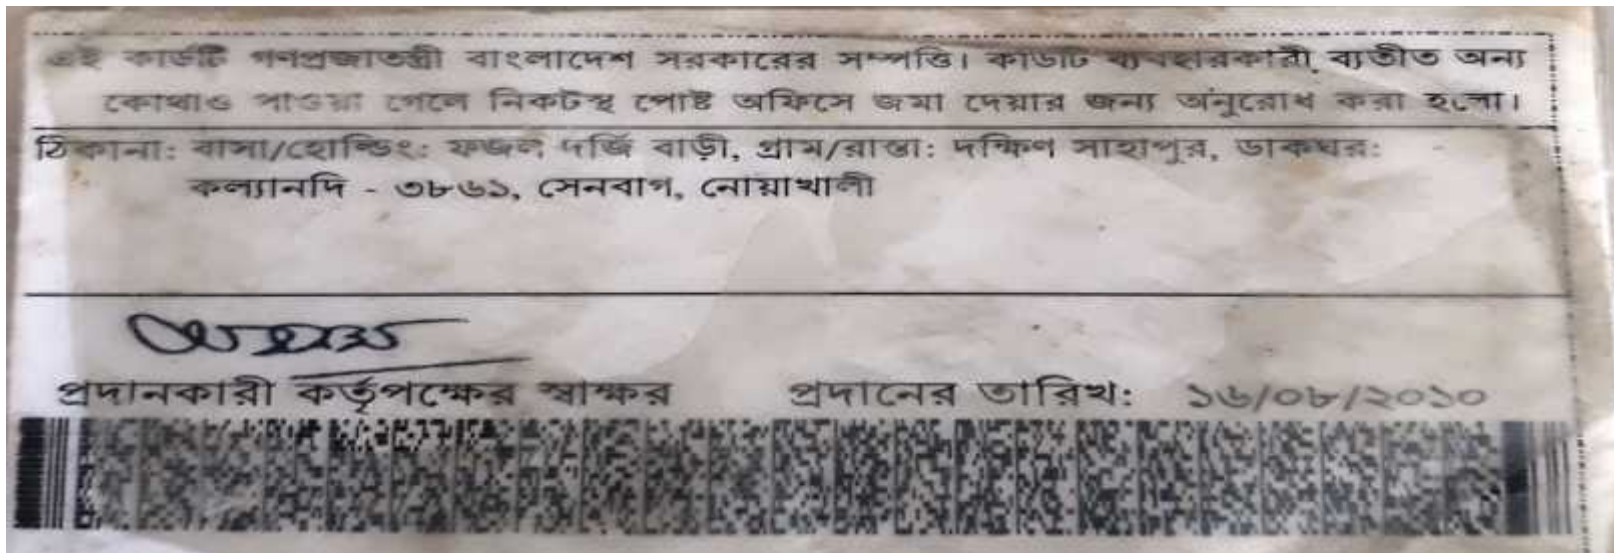 এই কার্ডটি গণপ্রজাতন্ত্রী বাংলাদেশ সরকারের সম্পত্তি। কার্ডটি ব্যবহারকারী ব্যতীত অন্য
কোথাও পাওয়া গেলে নিকটস্থ পোষ্ট অফিসে জমা দেয়ার জন্য অনুরোধ করা হলো।
ঠিকানা: বাসা/হোল্ডিং: ফজল দর্জি বাড়ী, গ্রাম/রাস্তা: দক্ষিণ সাহাপুর, ডাকঘর:
কল্যানদি - ৩৮৬১, সেনবাগ, নোয়াখালী
প্রদানকারী কর্তৃপক্ষের স্বাক্ষর প্রদানের তারিখ: ১৬/০৮/২০১০